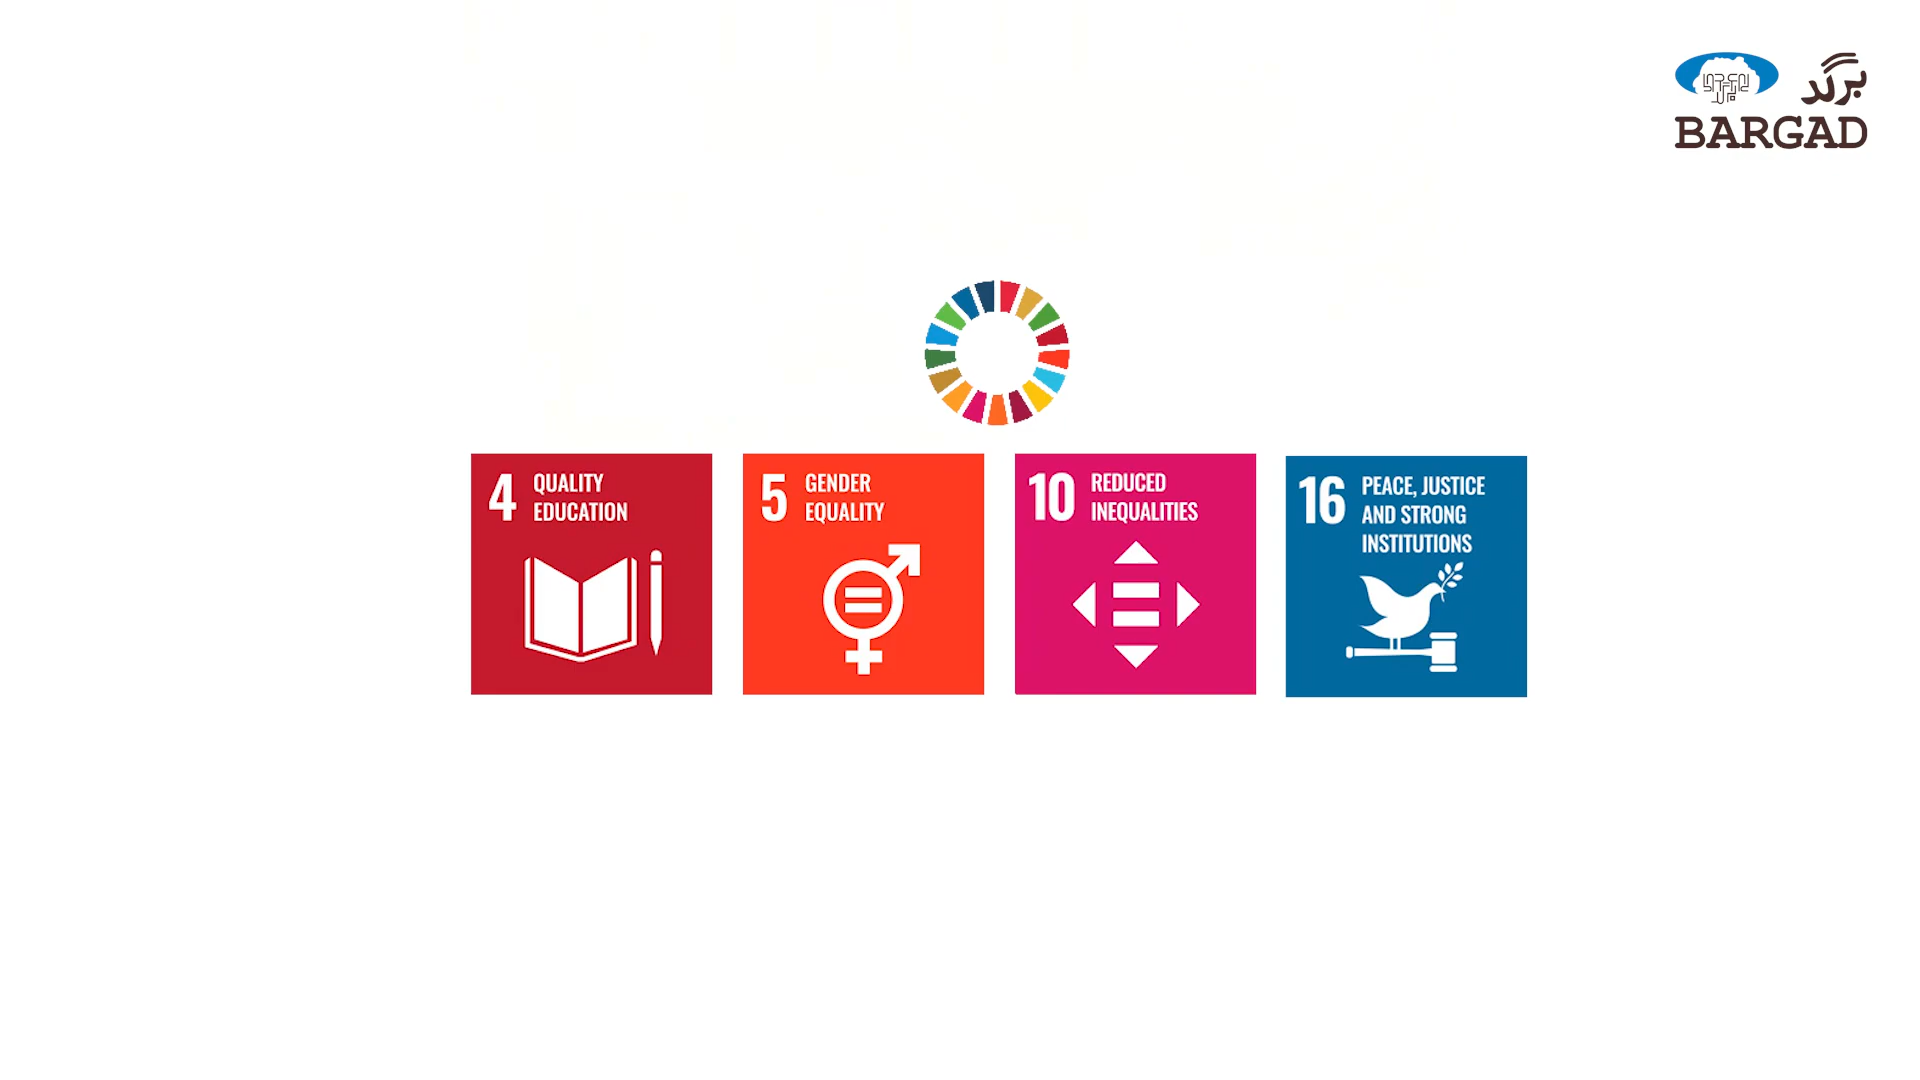 برگد
BARGAD
4 QUALITY
EDUCATION
5 GENDER
EQUALITY
10 REDUCED
INEQUALITIES
16 PEACE, JUSTICE
AND STRONG
INSTITUTIONS